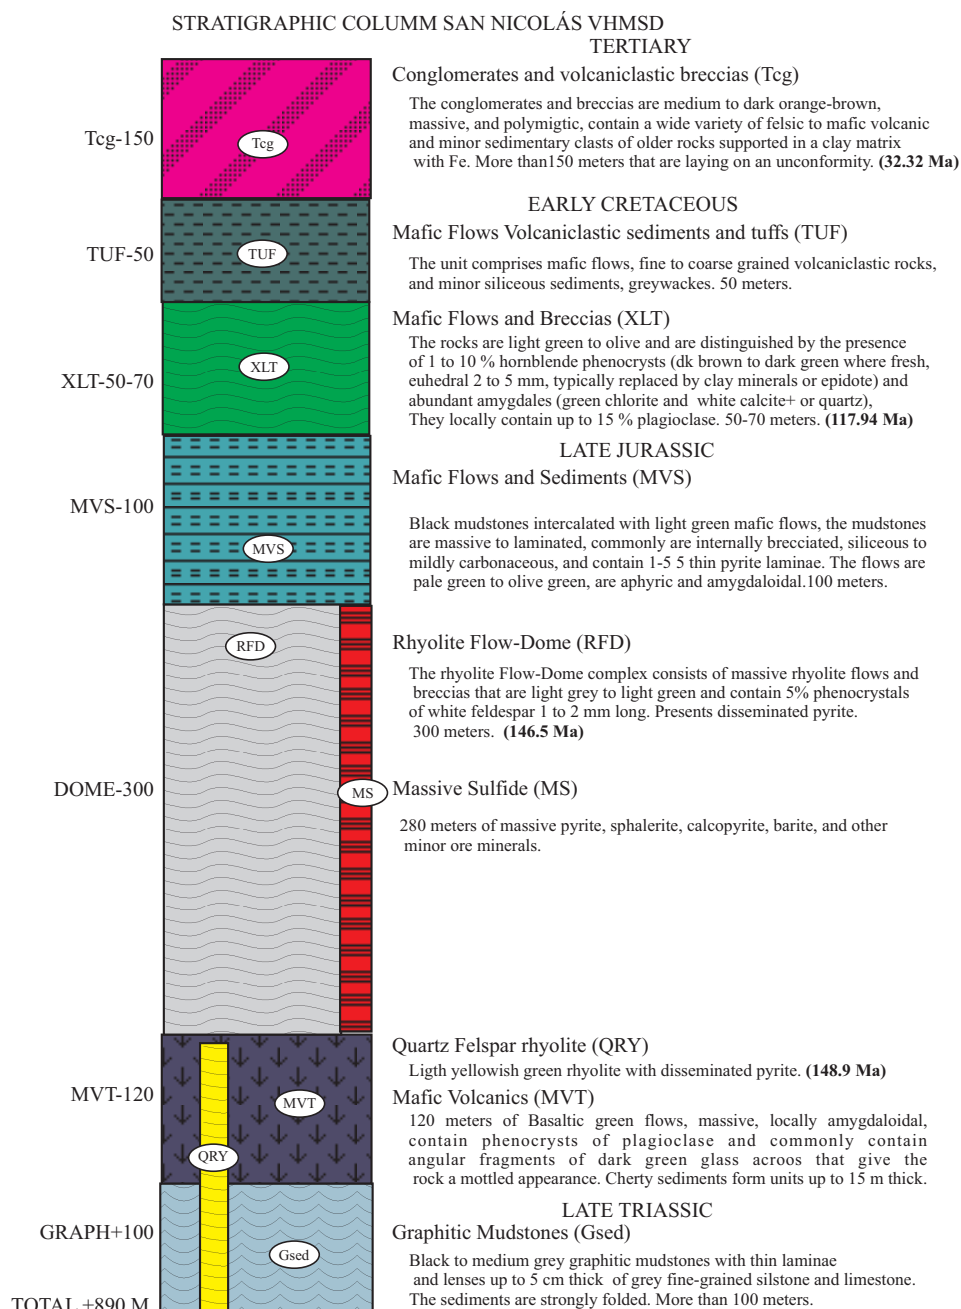 STRATIGRAPHIC COLUMM SAN NICOLÁS VHMSD
TERTIARY
Conglomerates and volcaniclastic breccias (Tcg)
The conglomerates and breccias are medium to dark orange-brown,
massive, and polymigtic, contain a wide variety of felsic to mafic volcanic
and minor sedimentary clasts of older rocks supported in a clay matrix
with Fe. More than150 meters that are laying on an unconformity. (32.32 Ma)
Tcg-150
Tcg
EARLY CRETACEOUS
Mafic Flows Volcaniclastic sediments and tuffs (TUF)
TUF-50
TUF
The unit comprises mafic flows, fine to coarse grained volcaniclastic rocks,
and minor siliceous sediments, greywackes. 50 meters.
Mafic Flows and Breccias (XLT)
The rocks are light green to olive and are distinguished by the presence
of 1 to 10 % hornblende phenocrysts (dk brown to dark green where fresh,
euhedral 2 to 5 mm, typically replaced by clay minerals or epidote) and
abundant amygdales (green chlorite and white calcite+ or quartz),
They locally contain up to 15 % plagioclase. 50-70 meters. (117.94 Ma)
XLT-50-70
XLT
LATE JURASSIC
Mafic Flows and Sediments (MVS)
MVS-100
MVS
Black mudstones intercalated with light green mafic flows, the mudstones
are massive to laminated, commonly are internally brecciated, siliceous to
mildly carbonaceous, and contain 1-5 5 thin pyrite laminae. The flows are
pale green to olive green, are aphyric and amygdaloidal.100 meters.
RFD
Rhyolite Flow-Dome (RFD)
The rhyolite Flow-Dome complex consists of massive rhyolite flows and
breccias that are light grey to light green and contain 5% phenocrystals
of white feldespar 1 to 2 mm long. Presents disseminated pyrite.
300 meters. (146.5 Ma)
DOME-300
MS
Massive Sulfide (MS)
280 meters of massive pyrite, sphalerite, calcopyrite, barite, and other
minor ore minerals.
Quartz Felspar rhyolite (QRY)
Ligth yellowish green rhyolite with disseminated pyrite. (148.9 Ma)
MVT-120
MVT
QRY
Mafic Volcanics (MVT)
120 meters of Basaltic green flows, massive, locally amygdaloidal,
contain phenocrysts of plagioclase and commonly contain
angular fragments of dark green glass acroos that give the
rock a mottled appearance. Cherty sediments form units up to 15 m thick.
LATE TRIASSIC
GRAPH+100
Gsed
Graphitic Mudstones (Gsed)
Black to medium grey graphitic mudstones with thin laminae
and lenses up to 5 cm thick of grey fine-grained silstone and limestone.
The sediments are strongly folded. More than 100 meters.
TOTAL +890 M